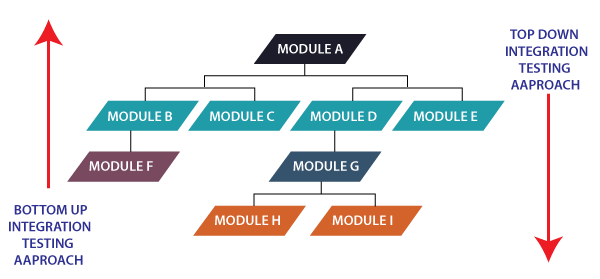 MODULE A
TOP DOWN
INTEGRATION
TESTING
AAPROACH
MODULE B
MODULE C
MODULE D
MODULE E
MODULE F
MODULE G
BOTTOM UP
INTEGRATION
TESTING
AAPROACH
MODULE H
MODULE I